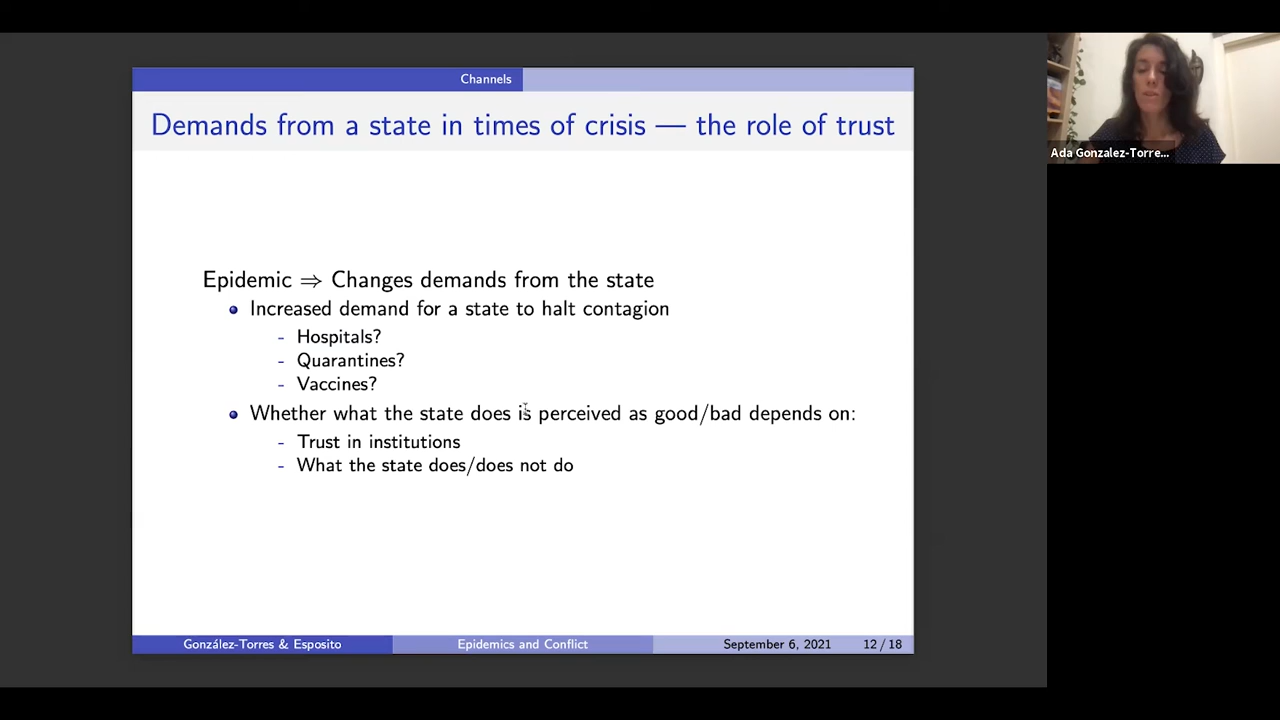 Channels
Demands from a state in times of crisis — the role of trust
Epidemic ⇒ Changes demands from the state
Increased demand for a state to halt contagion
- Hospitals?
- Quarantines?
- Vaccines?
Whether what the state does is perceived as good/bad depends on:
- Trust in institutions
- What the state does/does not do
González-Torres & Esposito
Epidemics and Conflict
September 6, 2021
12 / 18
Ada Gonzalez-Torre...